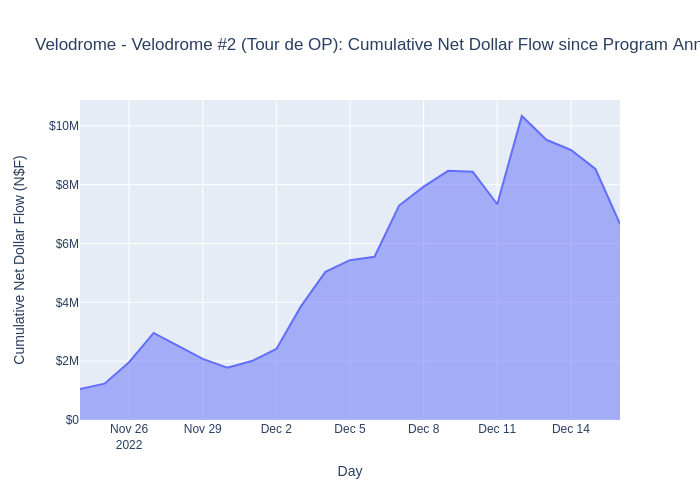 Velodrome - Velodrome #2 (Tour de OP): Cumulative Net Dollar Flow since Program Ann
Cumulative Net Dollar Flow (N$F)
$10M
$8M
$6M
$4M
$2M
$0
Nov 26 Nov 29 Dec 2 Dec 5 Dec 8 Dec 11 Dec 14
2022
Day